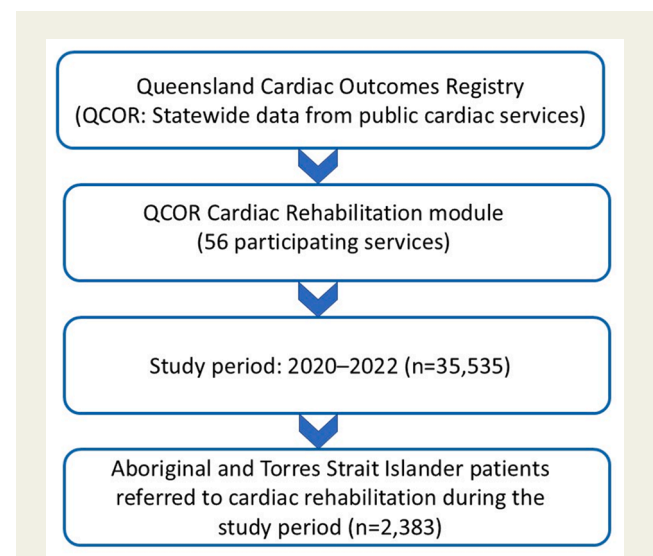 Queensland Cardiac Outcomes Registry
(QCOR: Statewide data from public cardiac services)
QCOR Cardiac Rehabilitation module
(56 participating services)
Study period: 2020–2022 (n=35,535)
Aboriginal and Torres Strait Islander patients
referred to cardiac rehabilitation during the
study period (n=2,383)